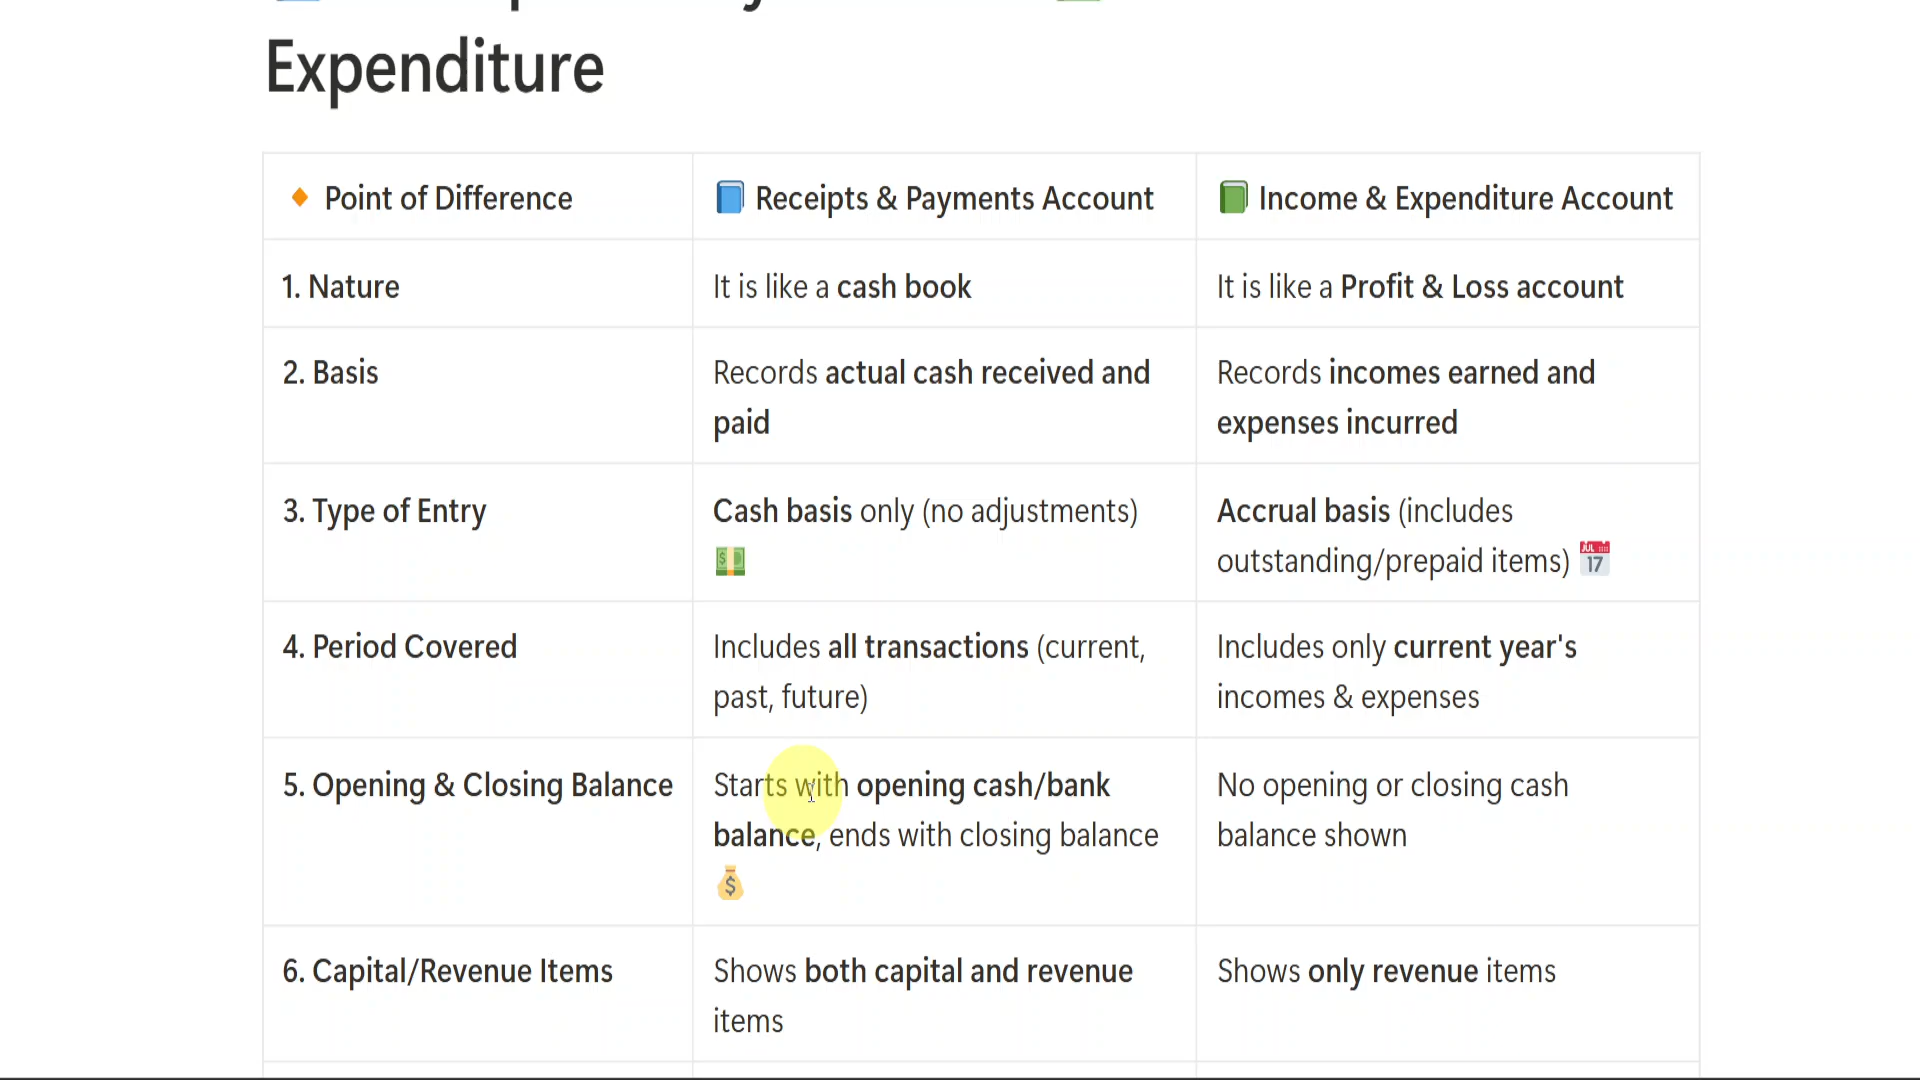 Expenditure
Point of Difference
Receipts & Payments Account
Income & Expenditure Account
1. Nature
It is like a cash book
It is like a Profit & Loss account
2. Basis
Records actual cash received and
paid
Records incomes earned and
expenses incurred
3. Type of Entry
Cash basis only (no adjustments)
Accrual basis (includes
outstanding/prepaid items)
JUL
17
4. Period Covered
Includes all transactions (current,
past, future)
Includes only current year's
incomes & expenses
5. Opening & Closing Balance
Starts with opening cash/bank
balance, ends with closing balance
No opening or closing cash
balance shown
6. Capital/Revenue Items
Shows both capital and revenue
items
Shows only revenue items